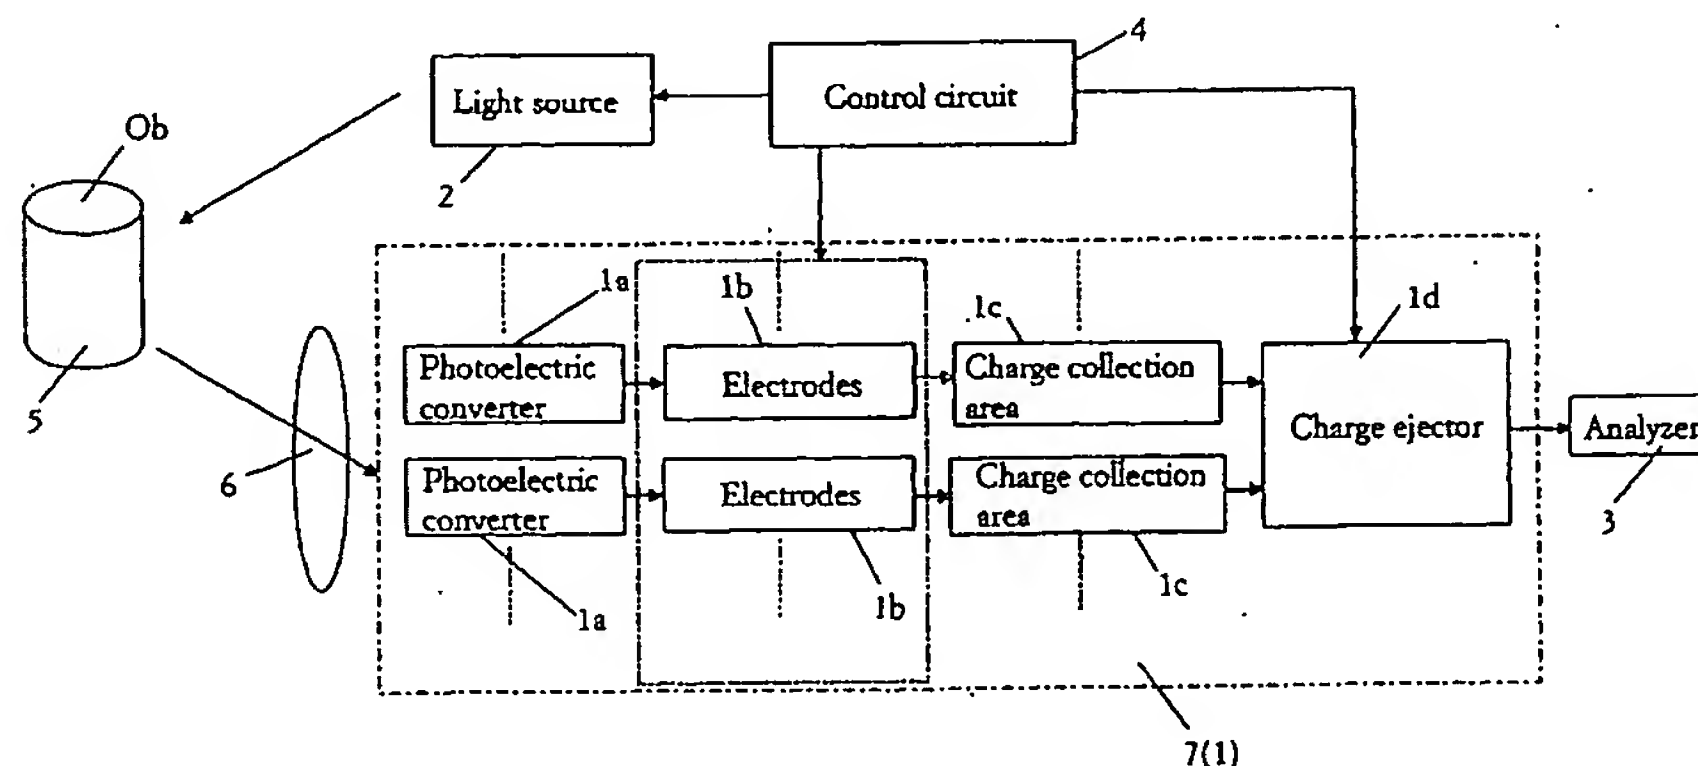 4
Light source
Control circuit
Ob
2
1a
1b
1c
1d
Photoelectric
converter
Electrodes
Charge collection
area
Charge ejector
Analyzer
5
6
Photoelectric
converter
Electrodes
Charge collection
area
3
1a
1b
1c
7(1)